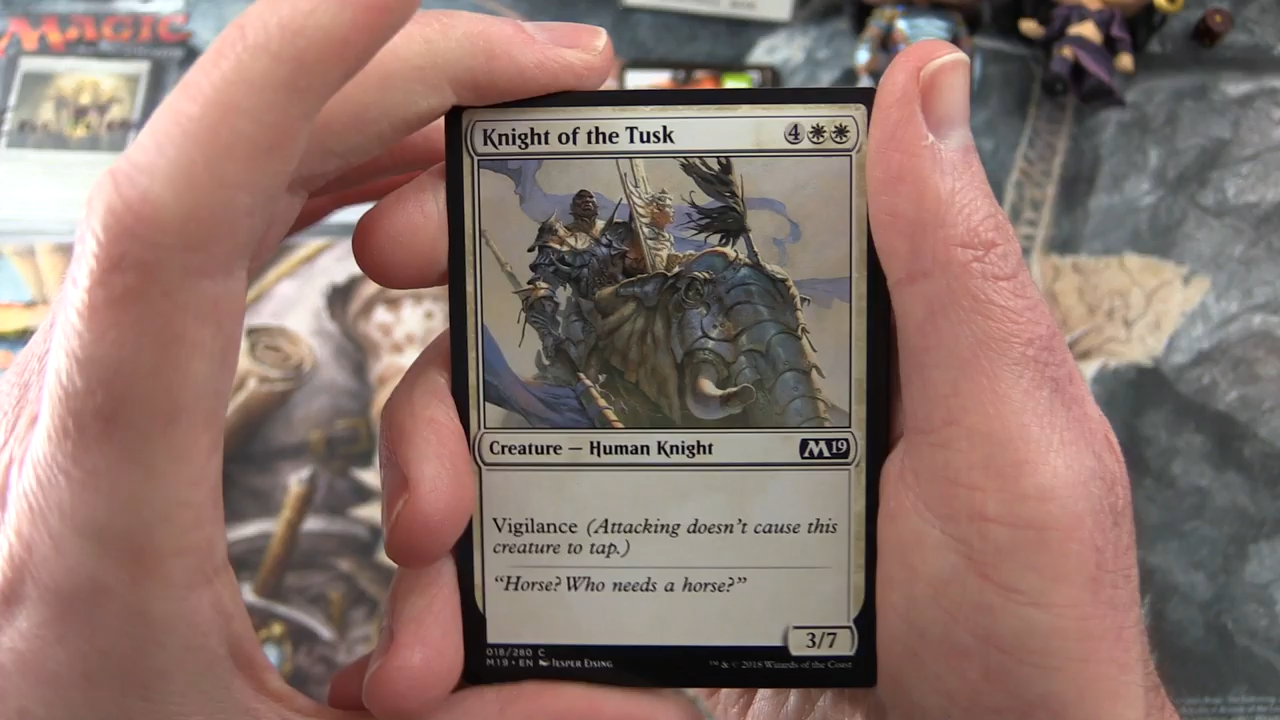 MAGIC
Knight of the Tusk 4
Creature — Human Knight M19
Vigilance (Attacking doesn't cause this
creature to tap.)
"Horse? Who needs a horse?"
3/7
018/280 C
M19 • EN Jesper Ejsing
™ & © 2018 Wizards of the Coast